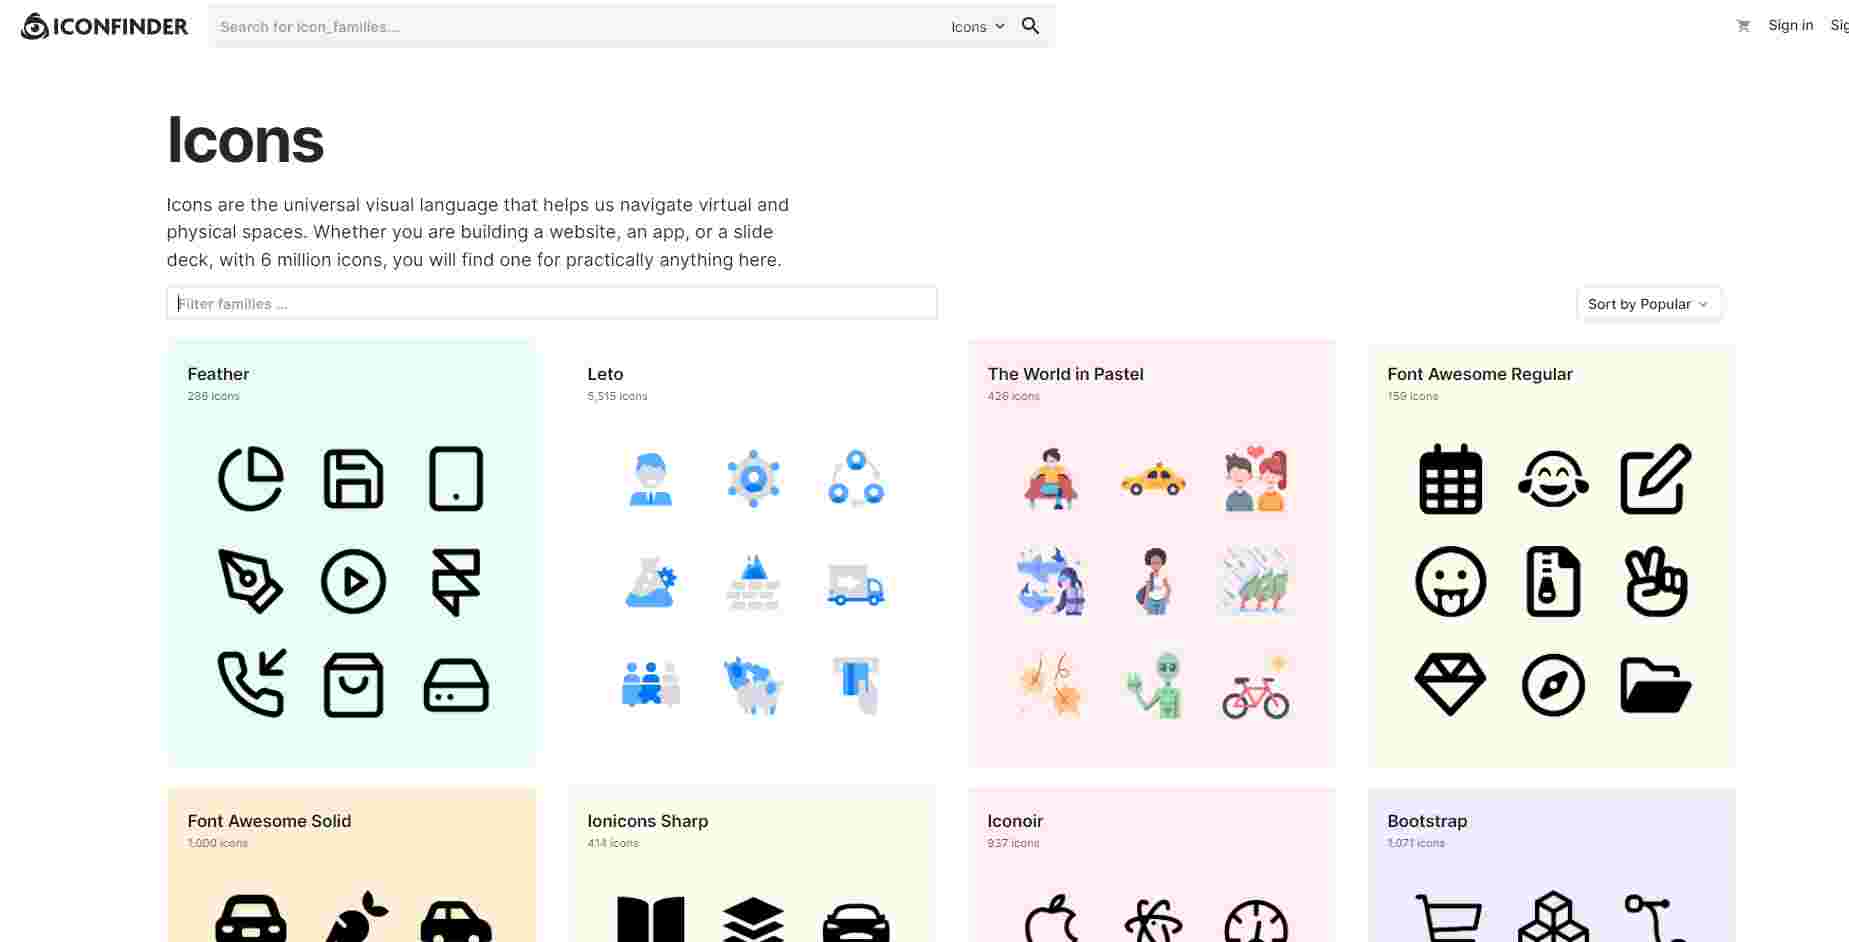 ICONFINDER
Search for icon_families...
Icons
Sign in
Sig
Icons
Icons are the universal visual language that helps us navigate virtual and
physical spaces. Whether you are building a website, an app, or a slide
deck, with 6 million icons, you will find one for practically anything here.
Filter families ...
Sort by Popular
Feather
286 icons
Leto
5,515 icons
The World in Pastel
426 icons
Font Awesome Regular
159 icons
Font Awesome Solid
1,000 icons
Ionicons Sharp
414 icons
Iconoir
937 icons
Bootstrap
1,071 icons